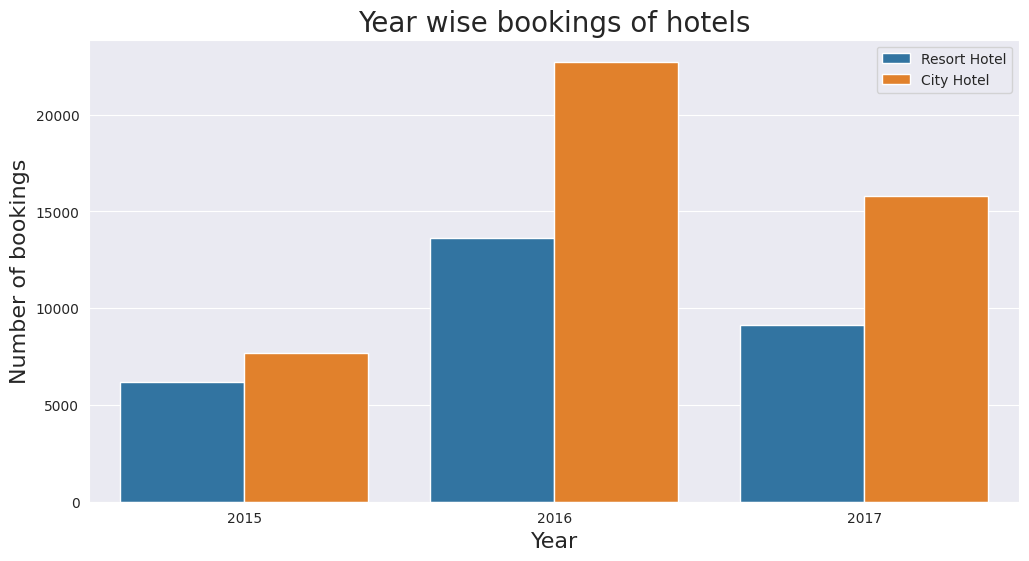 Year wise bookings of hotels
Resort Hotel
City Hotel
Number of bookings
20000
15000
10000
5000
0
2015 2016 2017
Year